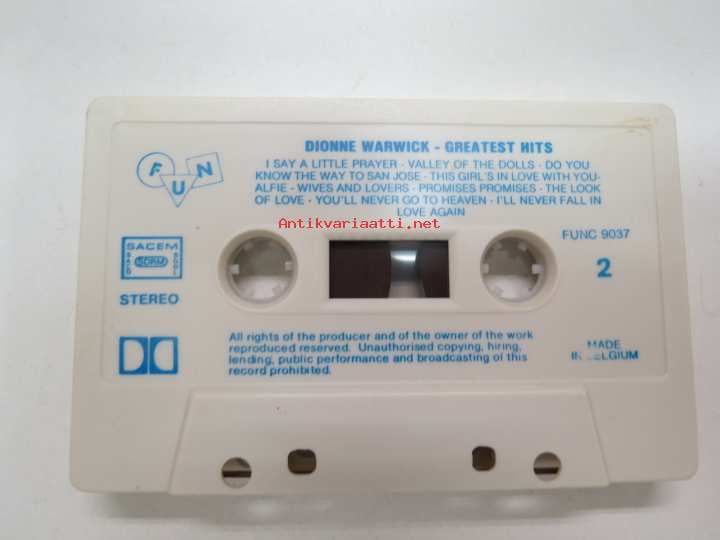 DIONNE WARWICK - GREATEST HITS
I SAY A LITTLE PRAYER - VALLEY OF THE DOLLS - DO YOU
KNOW THE WAY TO SAN JOSE - THIS GIRL'S IN LOVE WITH YOU-
ALFIE - WIVES AND LOVERS - PROMISES PROMISES - THE LOOK
OF LOVE - YOU'LL NEVER GO TO HEAVEN - I'LL NEVER FALL IN
LOVE AGAIN
FUN
Antikvariaatti.net
FUNC 9037
SACEM
SDRM
2
STEREO
All rights of the producer and of the owner of the work
reproduced reserved. Unauthorised copying, hiring,
lending, public performance and broadcasting of this
record prohibited.
MADE
IN BELGIUM